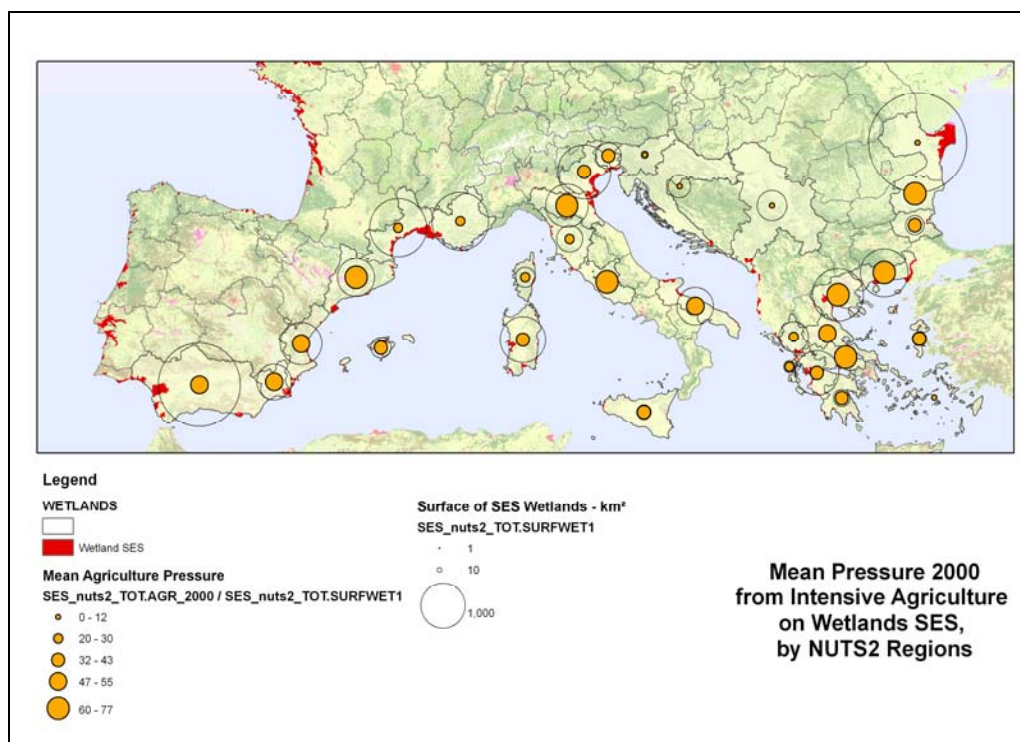 Legend
WETLANDS
Wetland SES
Mean Agriculture Pressure
SES_nuts2_TOT.AGR_2000 / SES_nuts2_TOT.SURFWET1
0 - 12
20 - 30
32 - 43
47 - 55
60 - 77
Surface of SES Wetlands - km²
SES_nuts2_TOT.SURFWET1
1
10
1,000
Mean Pressure 2000
from Intensive Agriculture
on Wetlands SES,
by NUTS2 Regions